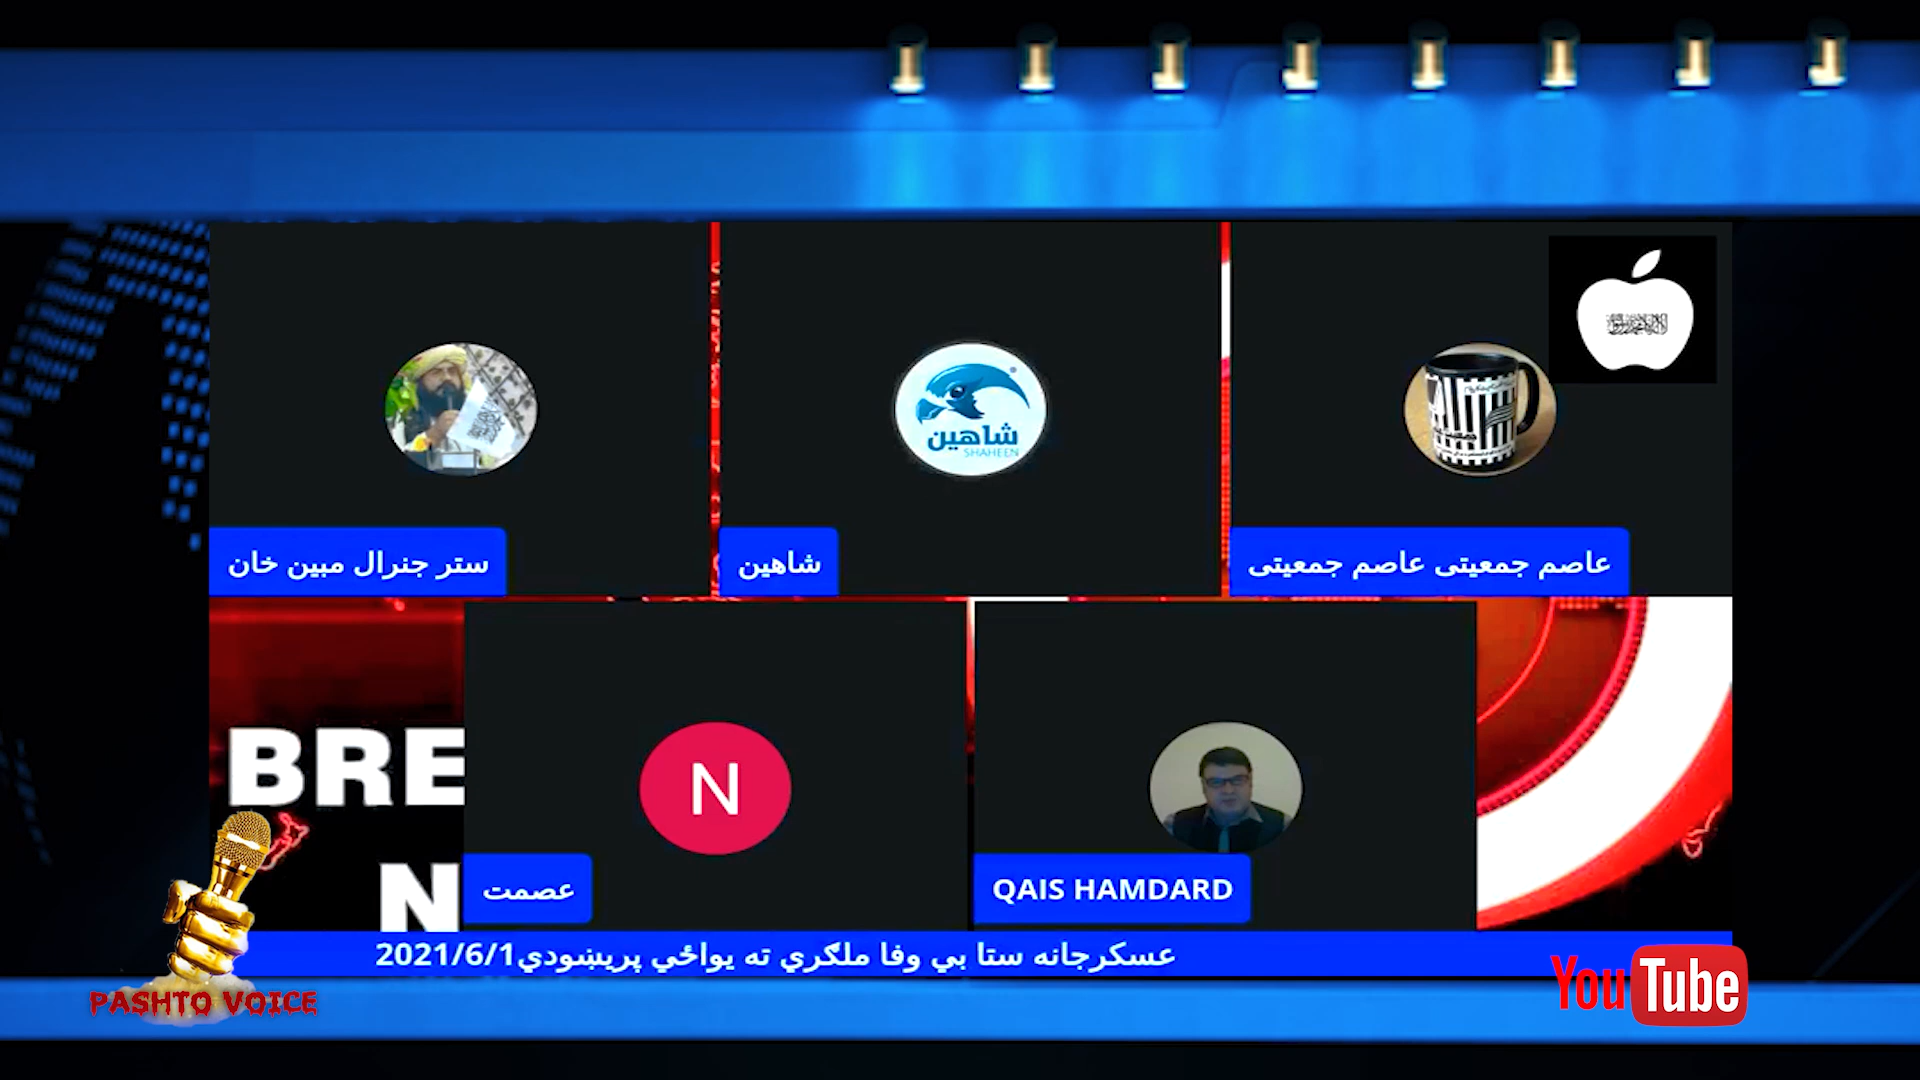 شاهين
SHAHEEN
ستر جنرال مبین خان
شاهین
عاصم جمعیتی عاصم جمعیتی
BRE
N
N
عصمت
QAIS HAMDARD
عسکرجانه ستا بي وفا ملګري ته يواځي پريښودي2021/6/1
PASHTO VOICE
YouTube